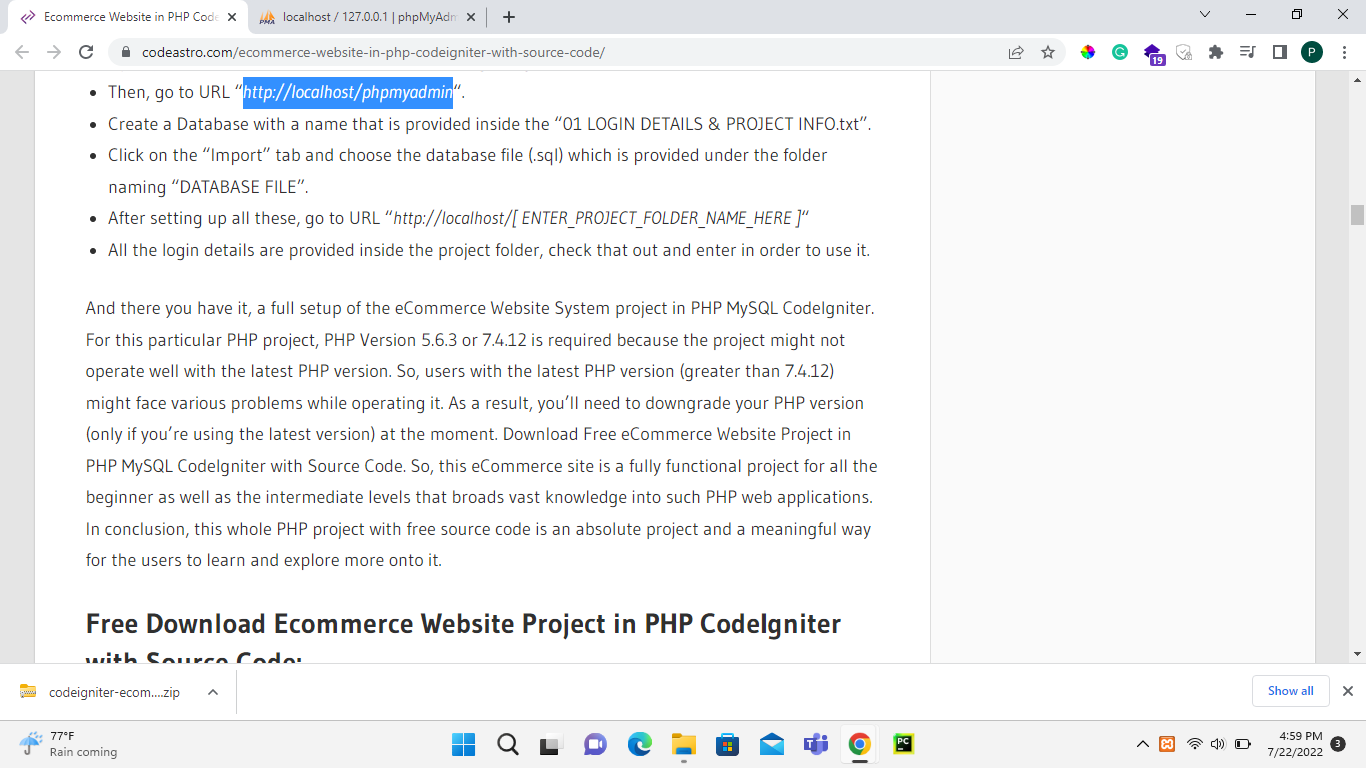 Ecommerce Website in PHP Code
localhost / 127.0.0.1 | phpMyAdm
codeastro.com/ecommerce-website-in-php-codeigniter-with-source-code/
19
P
Then, go to URL “http://localhost/phpmyadmin“.
Create a Database with a name that is provided inside the “01 LOGIN DETAILS & PROJECT INFO.txt”.
Click on the “Import” tab and choose the database file (.sql) which is provided under the folder
naming “DATABASE FILE”.
After setting up all these, go to URL “http://localhost/[ ENTER_PROJECT_FOLDER_NAME_HERE ]“
All the login details are provided inside the project folder, check that out and enter in order to use it.
And there you have it, a full setup of the eCommerce Website System project in PHP MySQL CodeIgniter.
For this particular PHP project, PHP Version 5.6.3 or 7.4.12 is required because the project might not
operate well with the latest PHP version. So, users with the latest PHP version (greater than 7.4.12)
might face various problems while operating it. As a result, you’ll need to downgrade your PHP version
(only if you’re using the latest version) at the moment. Download Free eCommerce Website Project in
PHP MySQL CodeIgniter with Source Code. So, this eCommerce site is a fully functional project for all the
beginner as well as the intermediate levels that broads vast knowledge into such PHP web applications.
In conclusion, this whole PHP project with free source code is an absolute project and a meaningful way
for the users to learn and explore more onto it.
Free Download Ecommerce Website Project in PHP CodeIgniter
with Source Code:
codeigniter-ecom....zip
Show all
77°F
Rain coming
PC
4:59 PM
7/22/2022
3